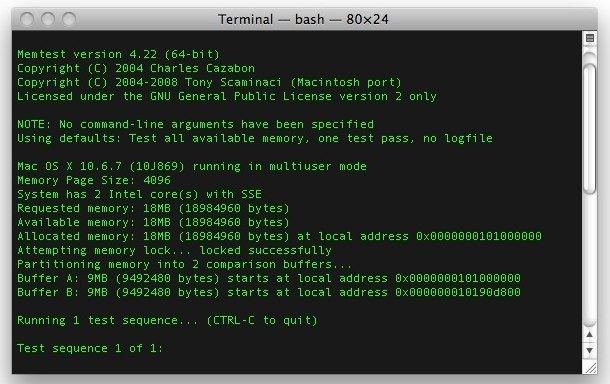 Terminal — bash — 80×24
Memtest version 4.22 (64-bit)
Copyright (C) 2004 Charles Cazabon
Copyright (C) 2004-2008 Tony Scaminaci (Macintosh port)
Licensed under the GNU General Public License version 2 only
NOTE: No command-line arguments have been specified
Using defaults: Test all available memory, one test pass, no logfile
Mac OS X 10.6.7 (10J869) running in multiuser mode
Memory Page Size: 4096
System has 2 Intel core(s) with SSE
Requested memory: 18MB (18984960 bytes)
Available memory: 18MB (18984960 bytes)
Allocated memory: 18MB (18984960 bytes) at local address 0x0000000101000000
Attempting memory lock... locked successfully
Partitioning memory into 2 comparison buffers...
Buffer A: 9MB (9492480 bytes) starts at local address 0x0000000101000000
Buffer B: 9MB (9492480 bytes) starts at local address 0x000000010190d800
Running 1 test sequence... (CTRL-C to quit)
Test sequence 1 of 1: